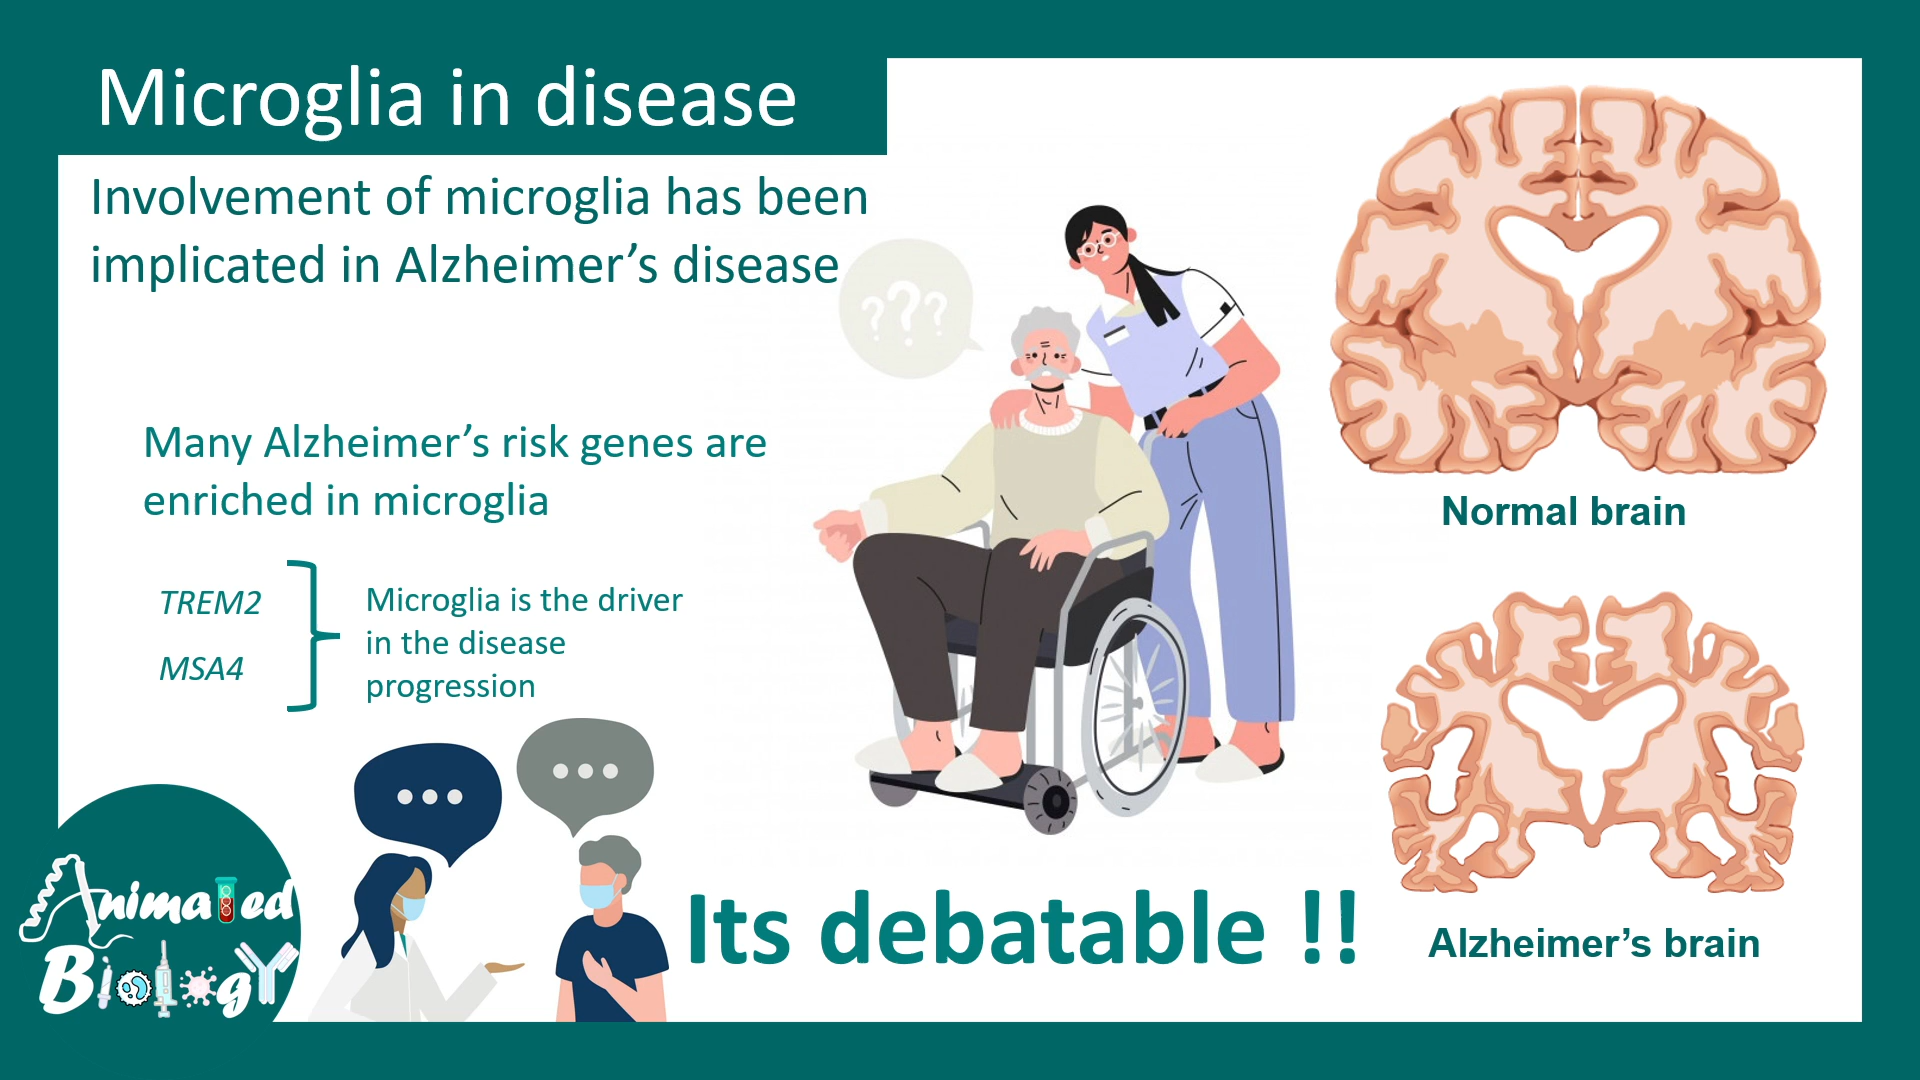 Microglia in disease
Involvement of microglia has been
implicated in Alzheimer’s disease
???
Many Alzheimer’s risk genes are
enriched in microglia
TREM2
MSA4
Microglia is the driver
in the disease
progression
Normal brain
Its debatable !!
Alzheimer’s brain
Animated
Biology